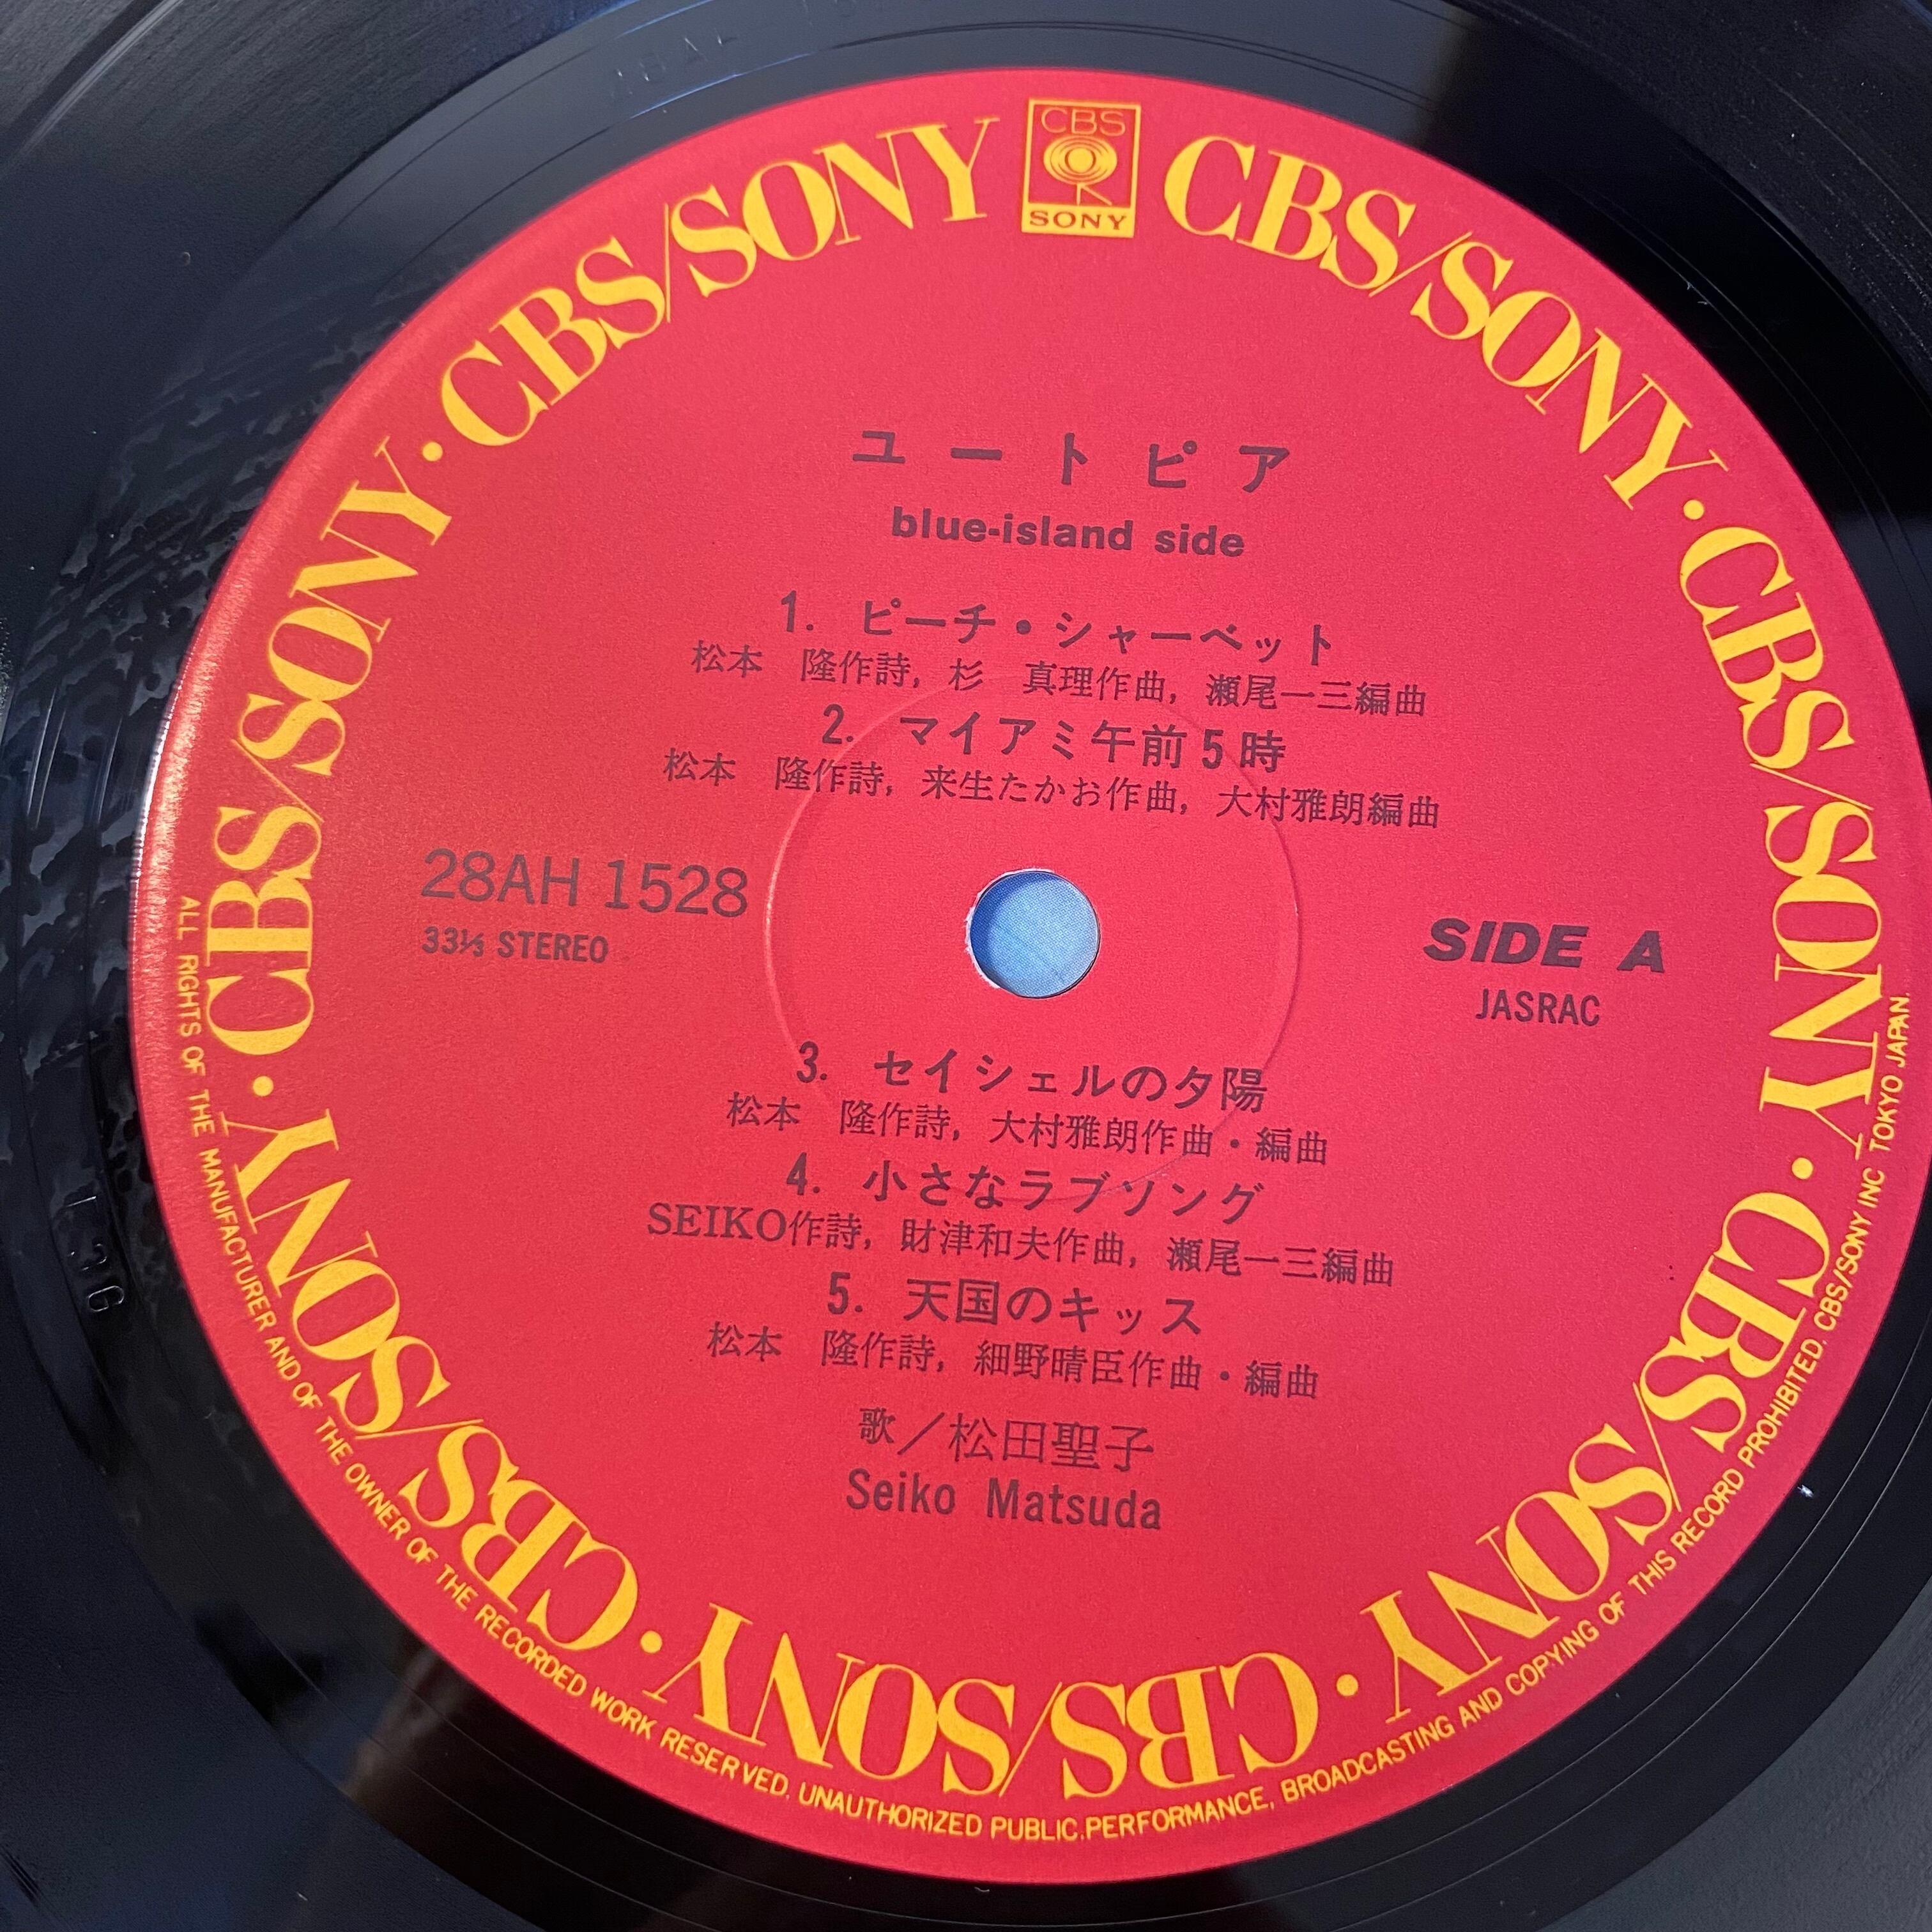 CBS
SONY
CBS/SONY · CBS/SONY · CBS/SONY · CBS/SONY · CBS/SONY · CBS/SONY · CBS/SONY · CBS/SONY
ユートピア
blue-island side
1. ピーチ・シャーベット
松本 隆作詩, 杉 真理作曲, 瀬尾一三編曲
2. マイアミ午前5時
松本 隆作詩, 来生たかお作曲, 大村雅朗編曲
28AH 1528
33⅓ STEREO
SIDE A
JASRAC
3. セイシェルの夕陽
松本 隆作詩, 大村雅朗作曲・編曲
4. 小さなラブソング
SEIKO作詩, 財津和夫作曲, 瀬尾一三編曲
5. 天国のキッス
松本 隆作詩, 細野晴臣作曲・編曲
歌／松田聖子
Seiko Matsuda
ALL RIGHTS OF THE MANUFACTURER AND OF THE OWNER OF THE RECORDED WORK RESERVED. UNAUTHORIZED PUBLIC.PERFORMANCE, BROADCASTING AND COPYING OF THIS RECORD PROHIBITED. CBS/SONY INC TOKYO JAPAN.